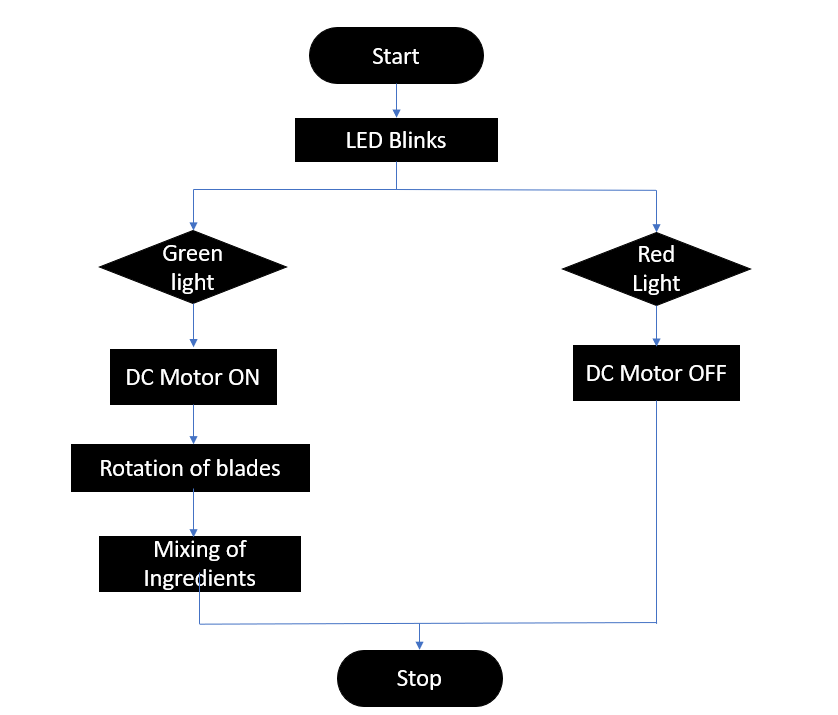 Start
LED Blinks
Green
light
Red
Light
DC Motor ON
DC Motor OFF
Rotation of blades
Mixing of
Ingredients
Stop